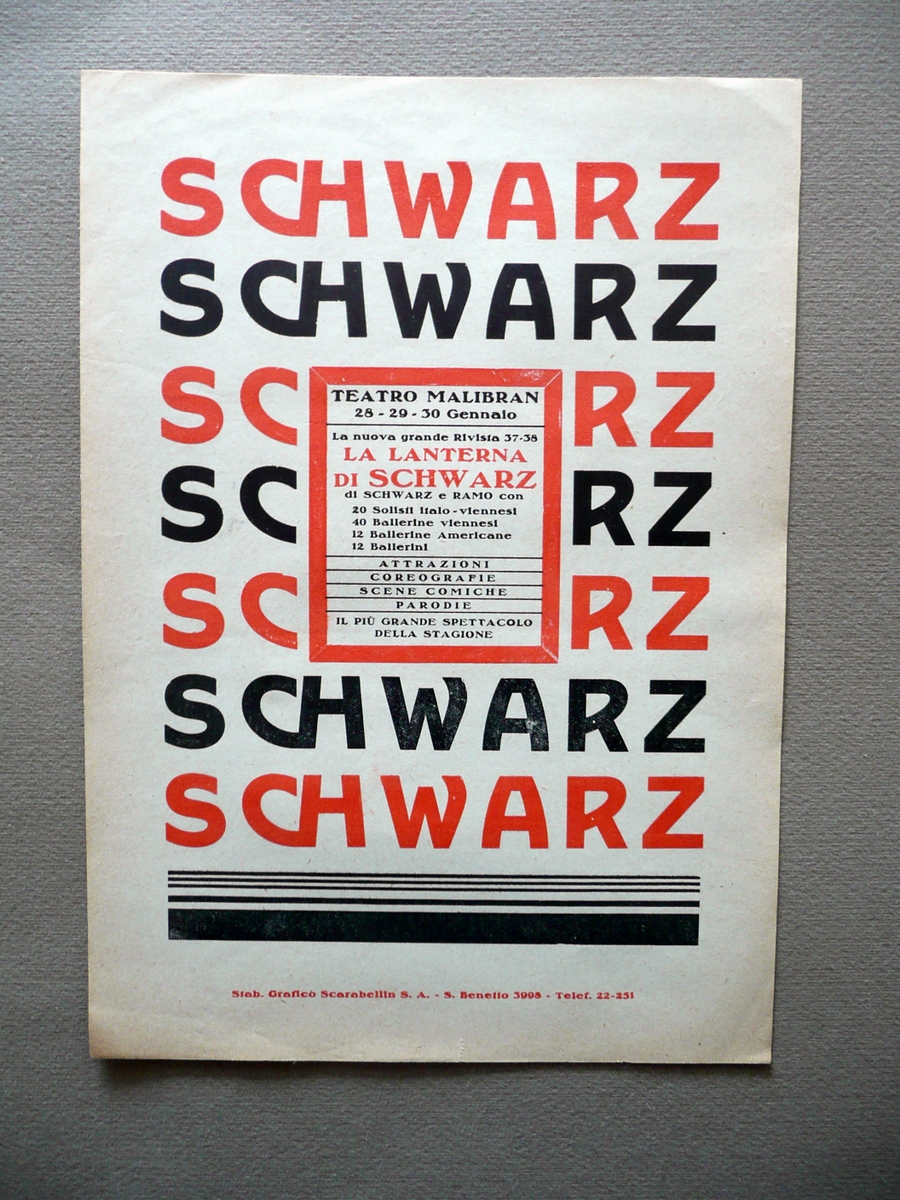 SCHWARZ
SCHWARZ
SC RZ
SC RZ
SC RZ
TEATRO MALIBRAN
28 - 29 - 30 Gennaio
La nuova grande Rivista 37-38
LA LANTERNA
DI SCHWARZ
di SCHWARZ e RAMO con
20 Solisti italo-viennesi
40 Ballerine viennesi
12 Ballerine Americane
12 Ballerini
ATTRAZIONI
COREOGRAFIE
SCENE COMICHE
PARODIE
IL PIÙ GRANDE SPETTACOLO
DELLA STAGIONE
SCHWARZ
SCHWARZ
Stab. Grafico Scarabellin S. A. - S. Benetto 3998 - Telef. 22-251